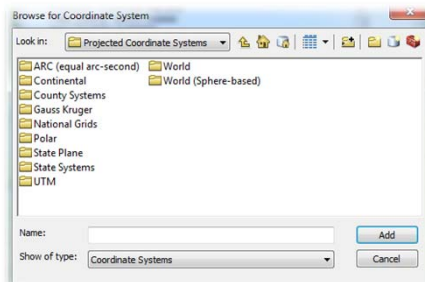 Browse for Coordinate System
Look in: Projected Coordinate Systems
ARC (equal arc-second) World
Continental World (Sphere-based)
County Systems
Gauss Kruger
National Grids
Polar
State Plane
State Systems
UTM
Name: Add
Show of type: Coordinate Systems Cancel